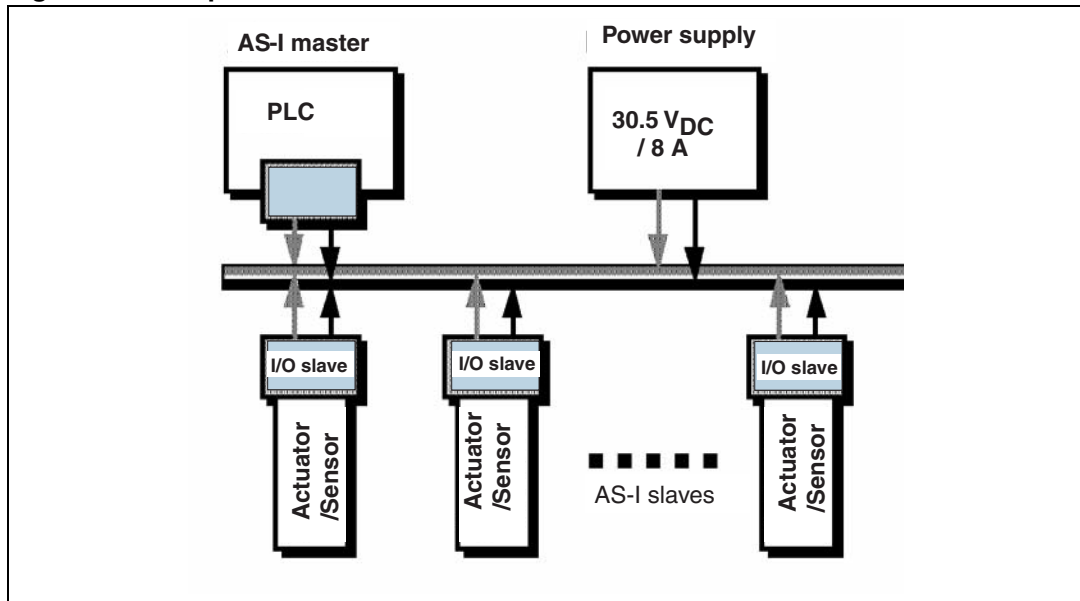 AS-I master
Power supply
PLC
30.5 VDC
/ 8 A
I/O slave
I/O slave
I/O slave
Actuator
/Sensor
Actuator
/Sensor
Actuator
/Sensor
AS-I slaves